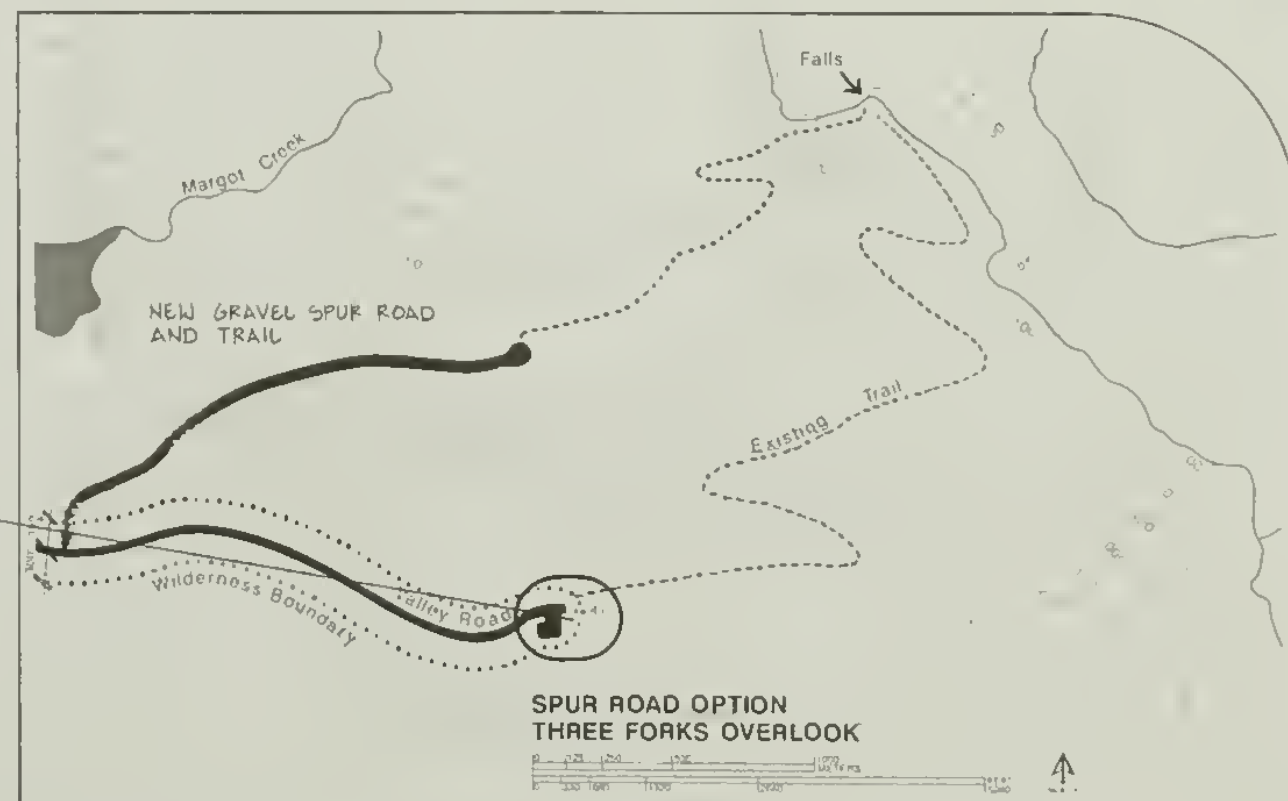 Falls
Margot Creek
NEW GRAVEL SPUR ROAD
AND TRAIL
Existing Trail
Wilderness Boundary
alley Road
SPUR ROAD OPTION
THREE FORKS OVERLOOK